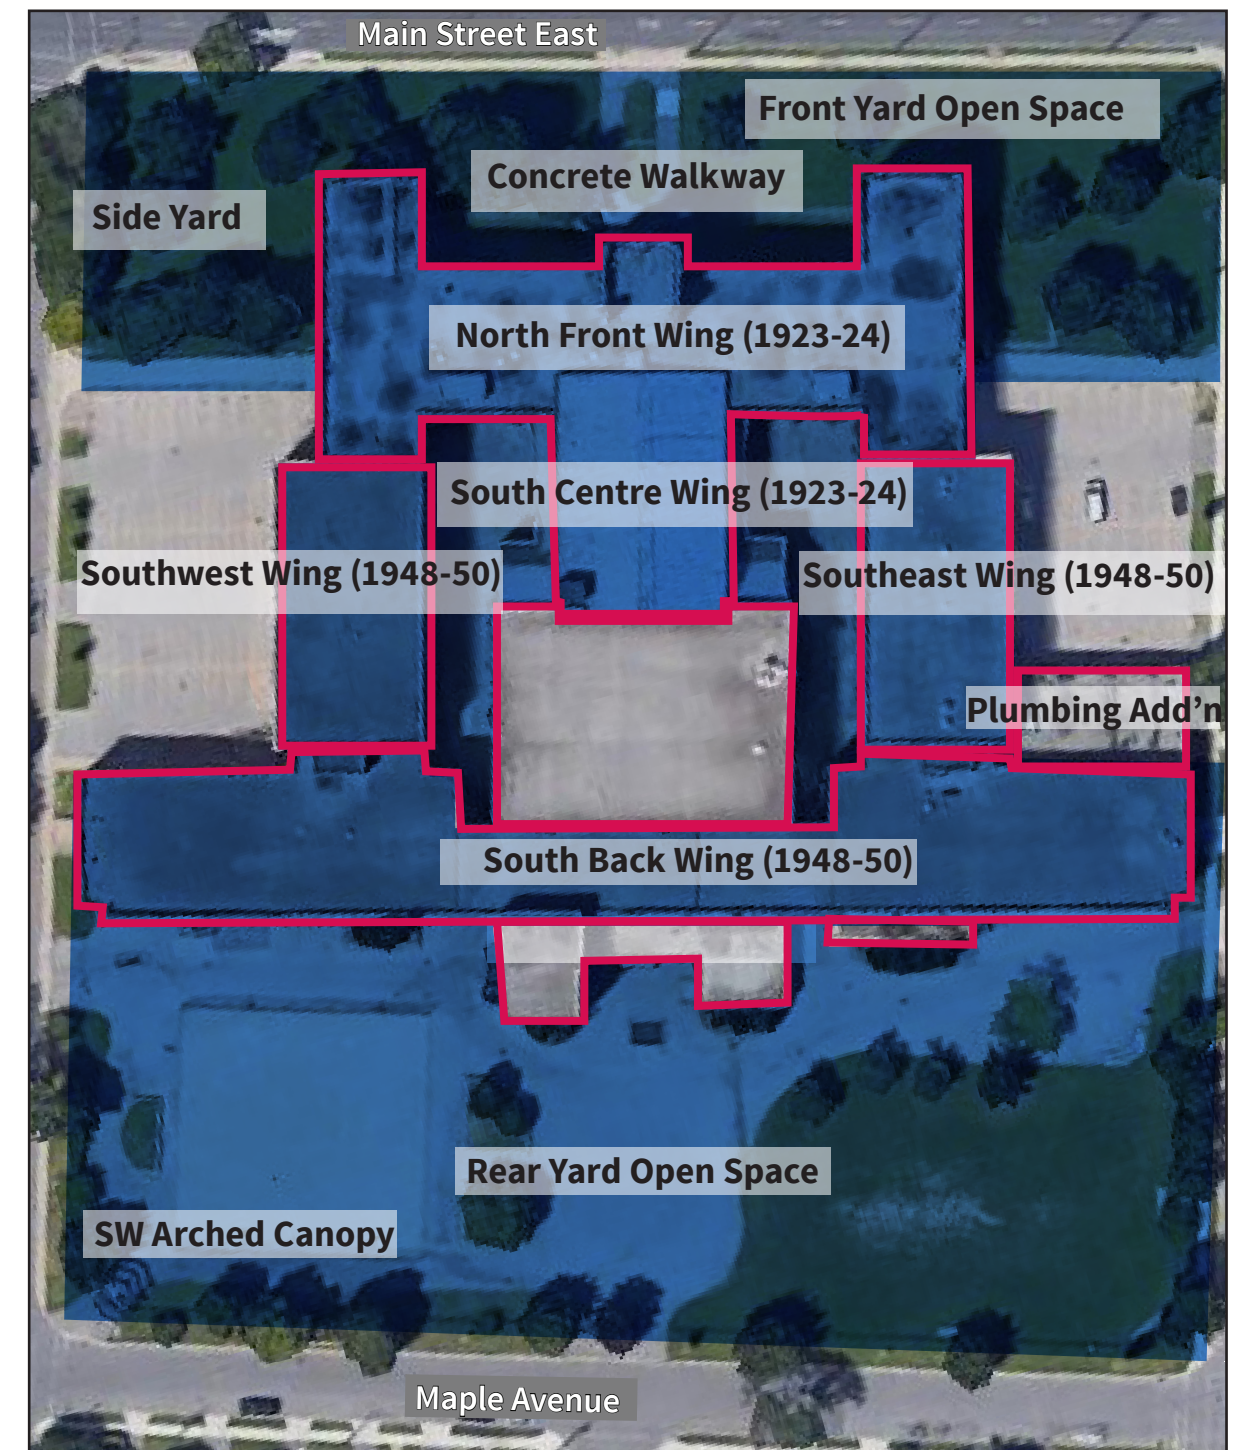 Main Street East
Front Yard Open Space
Concrete Walkway
Side Yard
North Front Wing (1923-24)
South Centre Wing (1923-24)
Southwest Wing (1948-50)
Southeast Wing (1948-50)
Plumbing Add’n
South Back Wing (1948-50)
Rear Yard Open Space
SW Arched Canopy
Maple Avenue